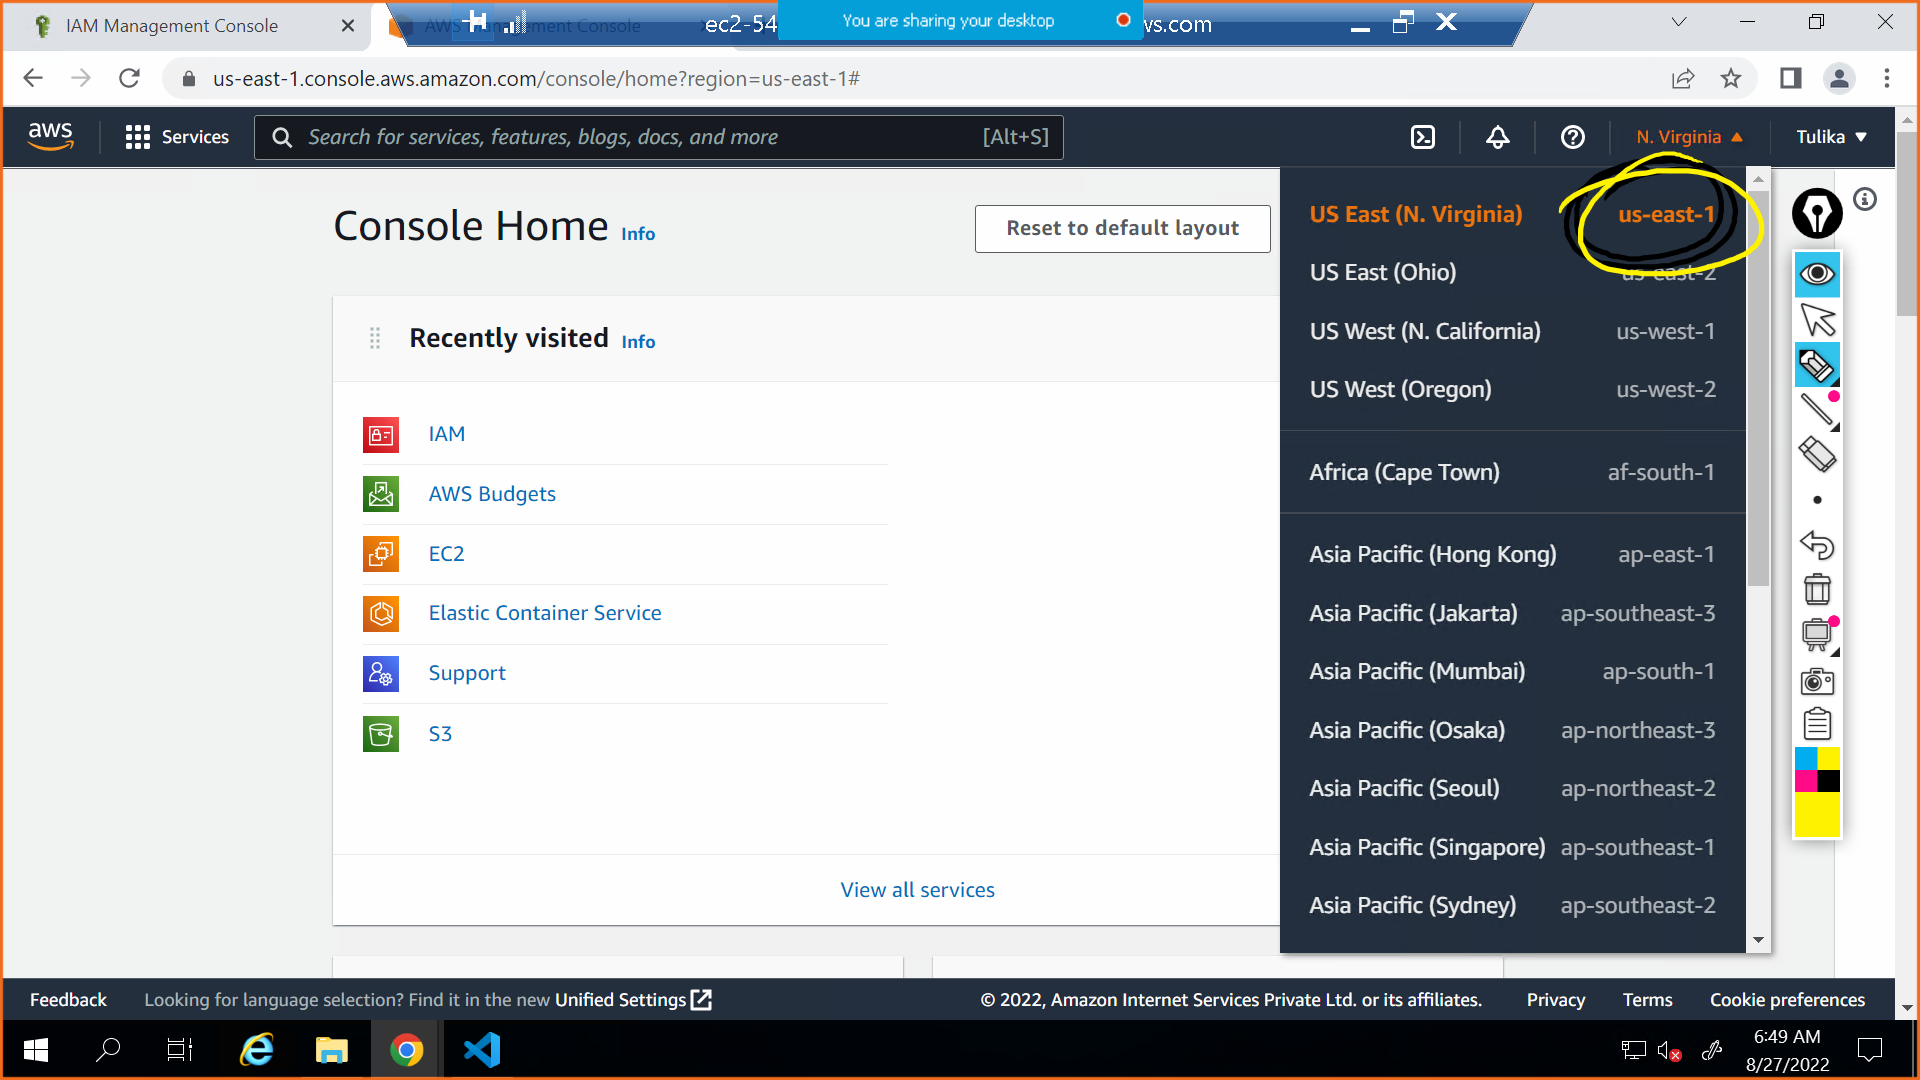 IAM Management Console
AWS Management Console
ec2-54
You are sharing your desktop
ws.com
us-east-1.console.aws.amazon.com/console/home?region=us-east-1#
aws
Services
Search for services, features, blogs, docs, and more
[Alt+S]
N. Virginia
Tulika
Console Home Info
Reset to default layout
Recently visited Info
IAM
AWS Budgets
EC2
Elastic Container Service
Support
S3
View all services
US East (N. Virginia) us-east-1
US East (Ohio) us-east-2
US West (N. California) us-west-1
US West (Oregon) us-west-2
Africa (Cape Town) af-south-1
Asia Pacific (Hong Kong) ap-east-1
Asia Pacific (Jakarta) ap-southeast-3
Asia Pacific (Mumbai) ap-south-1
Asia Pacific (Osaka) ap-northeast-3
Asia Pacific (Seoul) ap-northeast-2
Asia Pacific (Singapore) ap-southeast-1
Asia Pacific (Sydney) ap-southeast-2
Feedback
Looking for language selection? Find it in the new Unified Settings
© 2022, Amazon Internet Services Private Ltd. or its affiliates.
Privacy
Terms
Cookie preferences
6:49 AM
8/27/2022